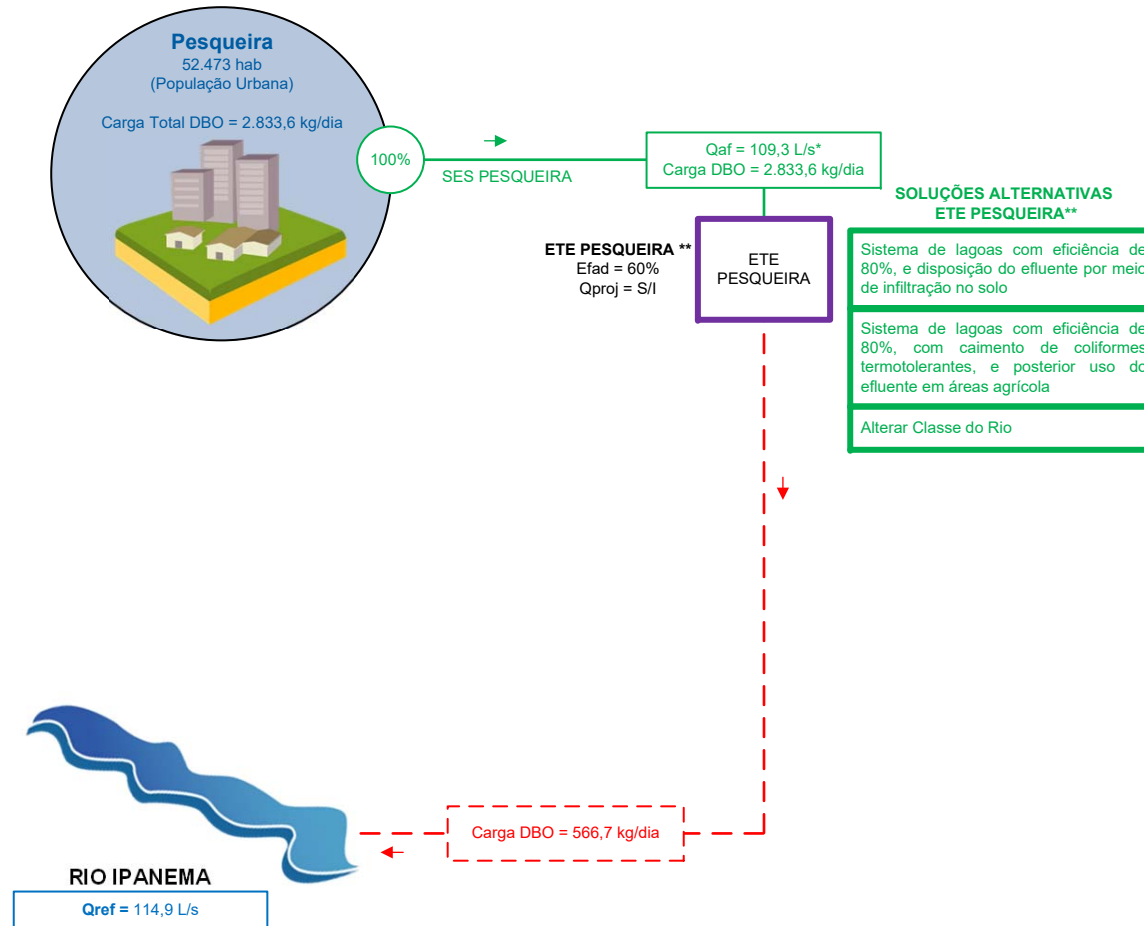 Pesqueira
52.473 hab
(População Urbana)
Carga Total DBO = 2.833,6 kg/dia
100%
SES PESQUEIRA
Qaf = 109,3 L/s*
Carga DBO = 2.833,6 kg/dia
ETE PESQUEIRA **
Efad = 60%
Qproj = S/I
ETE
PESQUEIRA
SOLUÇÕES ALTERNATIVAS
ETE PESQUEIRA**
Sistema de lagoas com eficiência de
80%, e disposição do efluente por meio
de infiltração no solo
Sistema de lagoas com eficiência de
80%, com caimento de coliformes
termotolerantes, e posterior uso do
efluente em áreas agrícola
Alterar Classe do Rio
Carga DBO = 566,7 kg/dia
RIO IPANEMA
Qref = 114,9 L/s